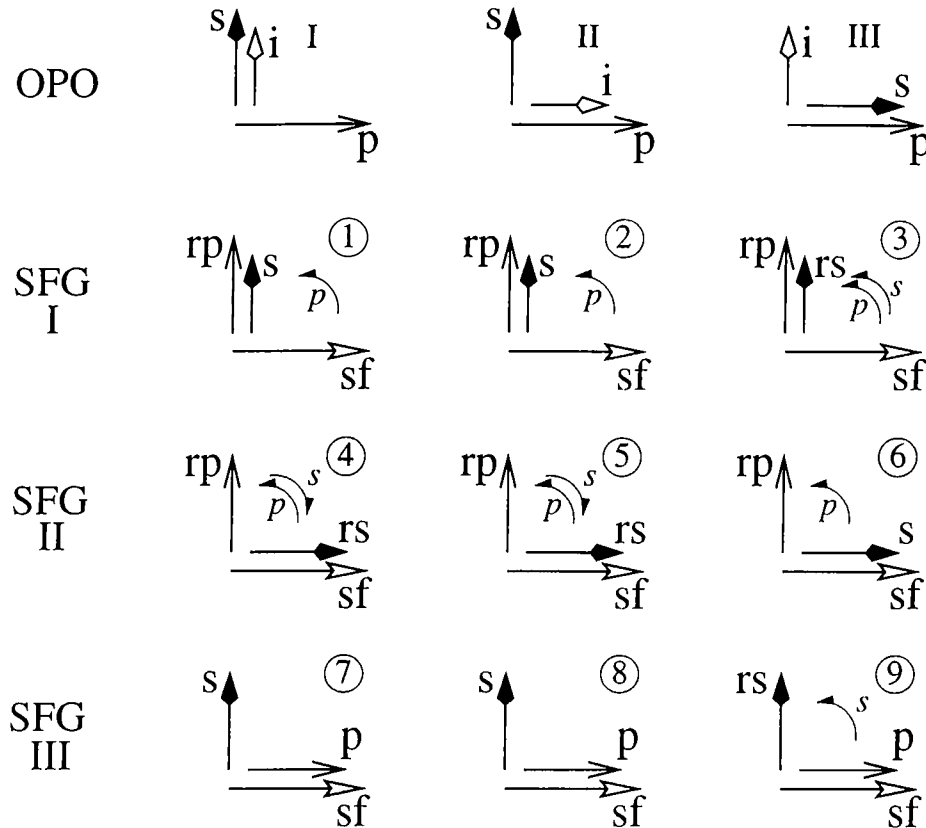 OPO
s i I
p
s II
i
p
i III
s
p
SFG
I
rp s p ①
sf
rp s p ②
sf
rp rs p s ③
sf
SFG
II
rp p s ④
rs
sf
rp p s ⑤
rs
sf
rp p ⑥
s
sf
SFG
III
s ⑦
p
sf
s ⑧
p
sf
rs s ⑨
p
sf